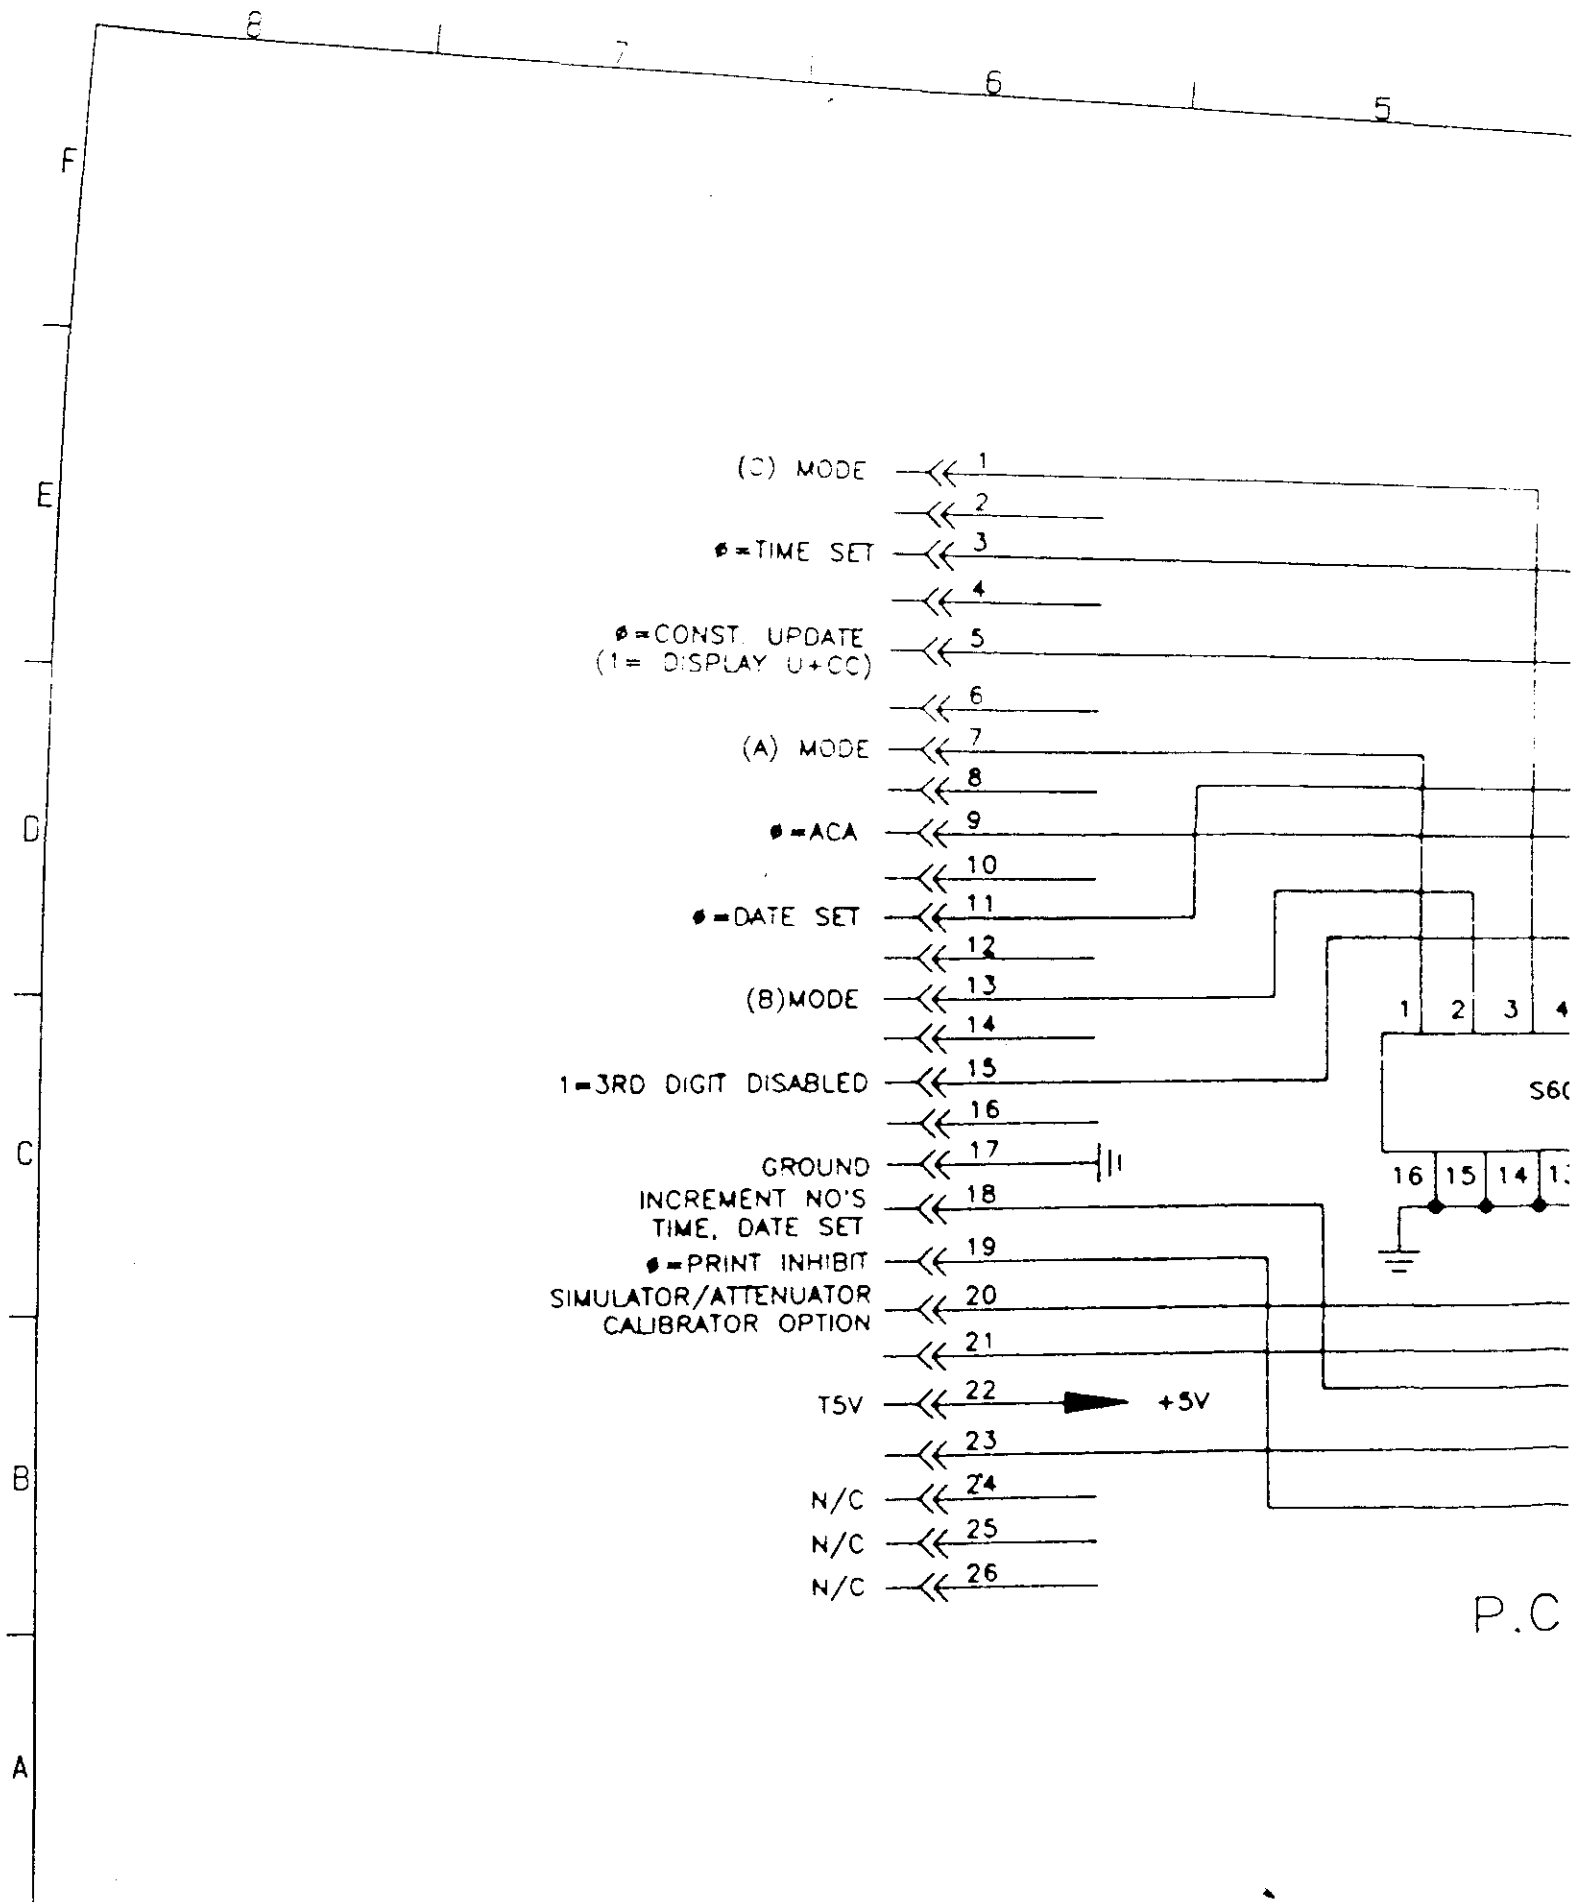 8 7 6 5
F
(C) MODE 1
E
2
ø=TIME SET 3
4
ø=CONST. UPDATE 5
(1= DISPLAY U+CC)
6
(A) MODE 7
8
D
ø=ACA 9
10
ø=DATE SET 11
12
(B)MODE 13
1 2 3 4
14
1=3RD DIGIT DISABLED 15
16
C
GROUND 17
16 15 14
INCREMENT NO'S 18
TIME, DATE SET
ø=PRINT INHIBIT 19
SIMULATOR/ATTENUATOR 20
CALIBRATOR OPTION
21
T5V 22 +5V
23
B
N/C 24
N/C 25
N/C 26
P.C
A